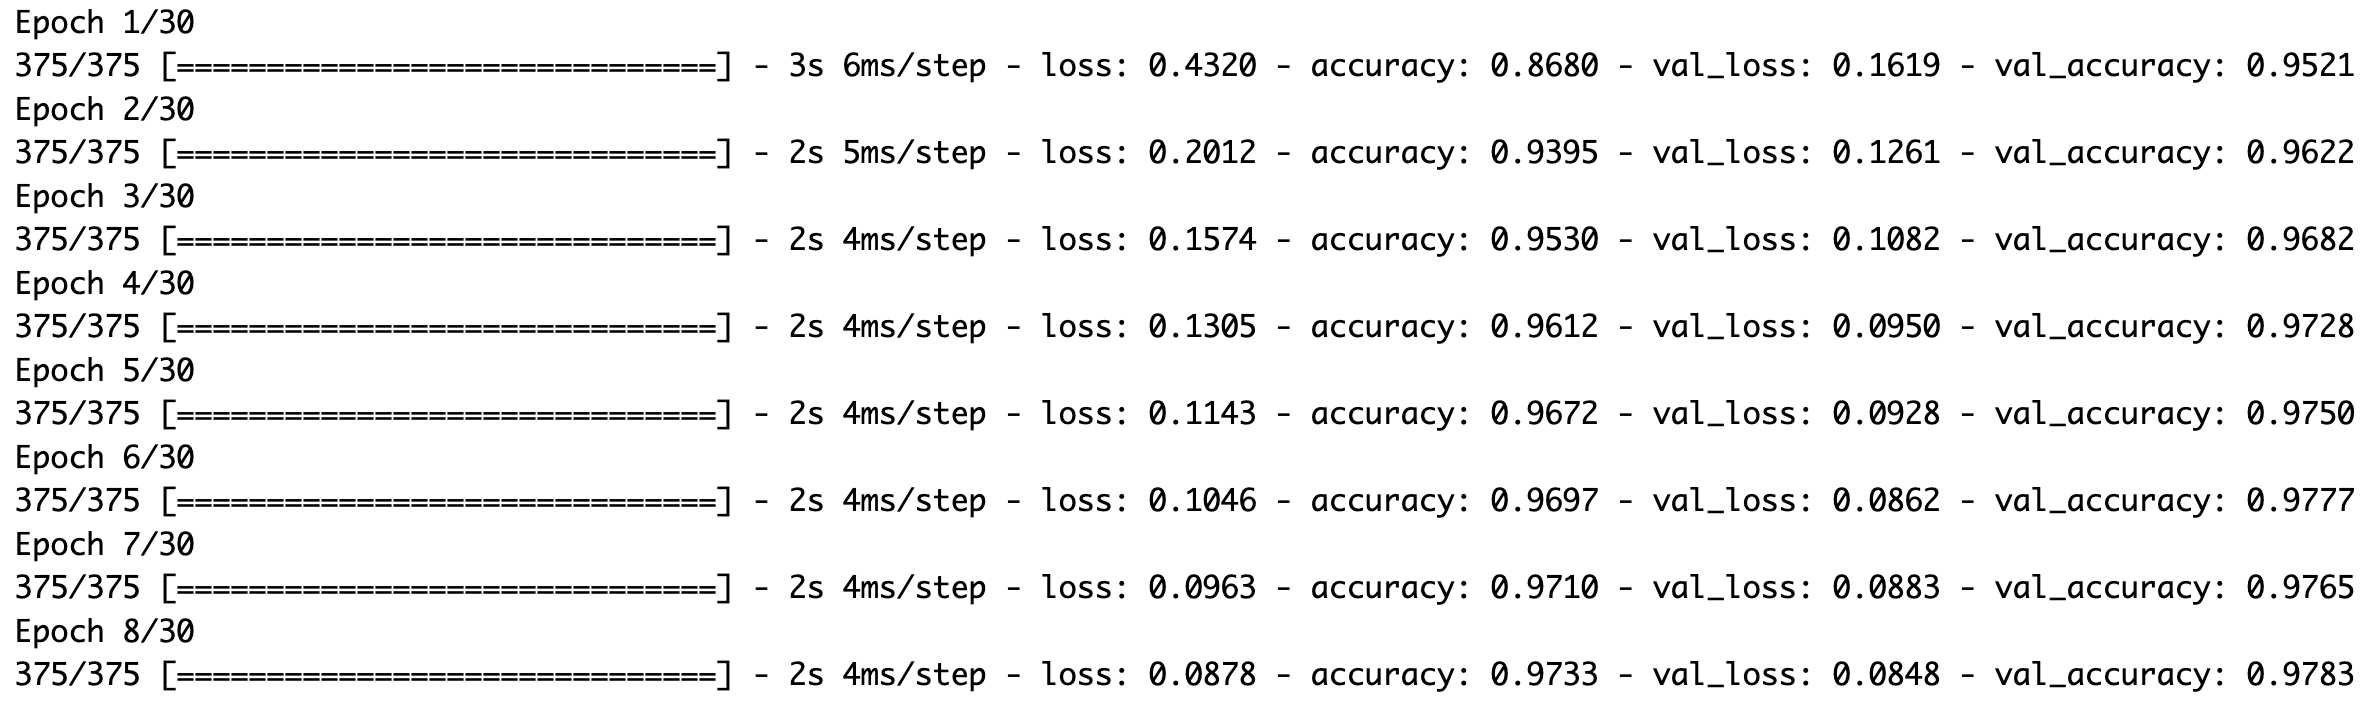 Epoch 1/30
375/375 [==============================] - 3s 6ms/step - loss: 0.4320 - accuracy: 0.8680 - val_loss: 0.1619 - val_accuracy: 0.9521
Epoch 2/30
375/375 [==============================] - 2s 5ms/step - loss: 0.2012 - accuracy: 0.9395 - val_loss: 0.1261 - val_accuracy: 0.9622
Epoch 3/30
375/375 [==============================] - 2s 4ms/step - loss: 0.1574 - accuracy: 0.9530 - val_loss: 0.1082 - val_accuracy: 0.9682
Epoch 4/30
375/375 [==============================] - 2s 4ms/step - loss: 0.1305 - accuracy: 0.9612 - val_loss: 0.0950 - val_accuracy: 0.9728
Epoch 5/30
375/375 [==============================] - 2s 4ms/step - loss: 0.1143 - accuracy: 0.9672 - val_loss: 0.0928 - val_accuracy: 0.9750
Epoch 6/30
375/375 [==============================] - 2s 4ms/step - loss: 0.1046 - accuracy: 0.9697 - val_loss: 0.0862 - val_accuracy: 0.9777
Epoch 7/30
375/375 [==============================] - 2s 4ms/step - loss: 0.0963 - accuracy: 0.9710 - val_loss: 0.0883 - val_accuracy: 0.9765
Epoch 8/30
375/375 [==============================] - 2s 4ms/step - loss: 0.0878 - accuracy: 0.9733 - val_loss: 0.0848 - val_accuracy: 0.9783